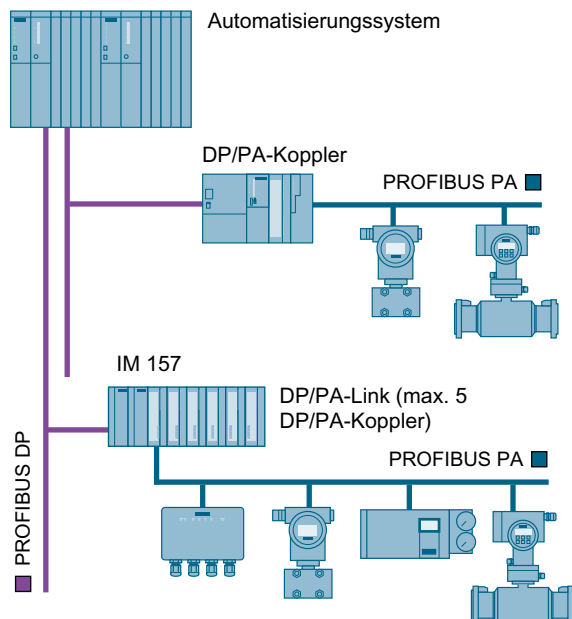 Automatisierungssystem
DP/PA-Koppler
PROFIBUS PA
IM 157
DP/PA-Link (max. 5
DP/PA-Koppler)
PROFIBUS PA
PROFIBUS DP